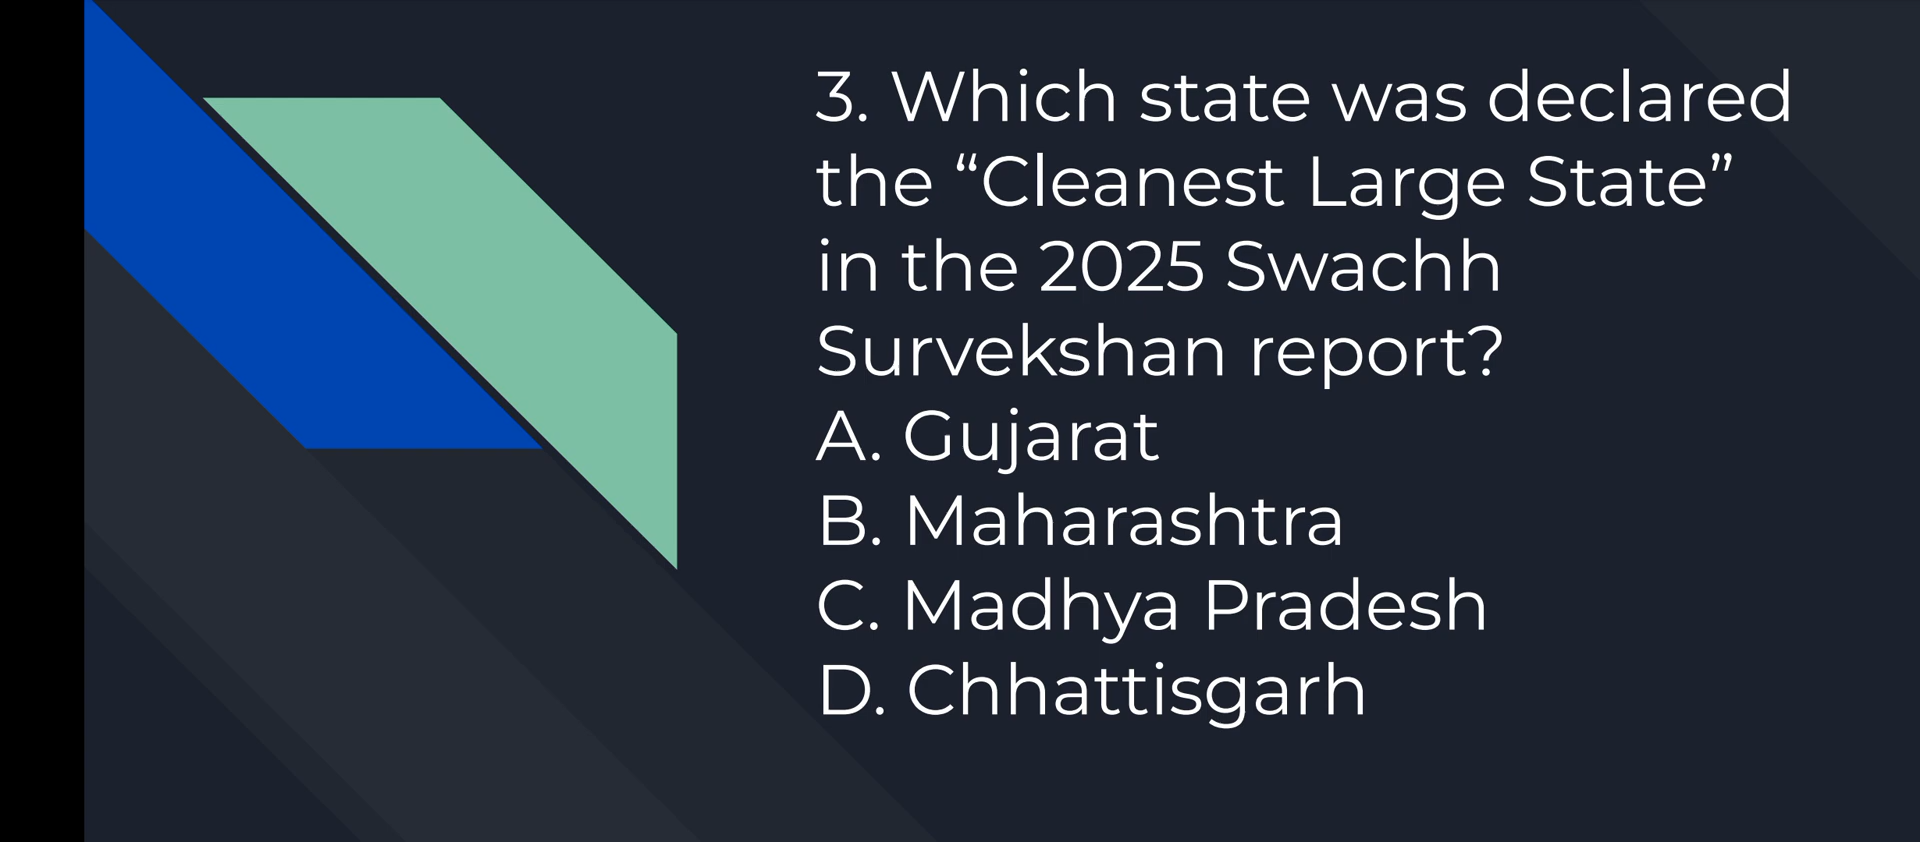 3. Which state was declared
the “Cleanest Large State”
in the 2025 Swachh
Survekshan report?
A. Gujarat
B. Maharashtra
C. Madhya Pradesh
D. Chhattisgarh